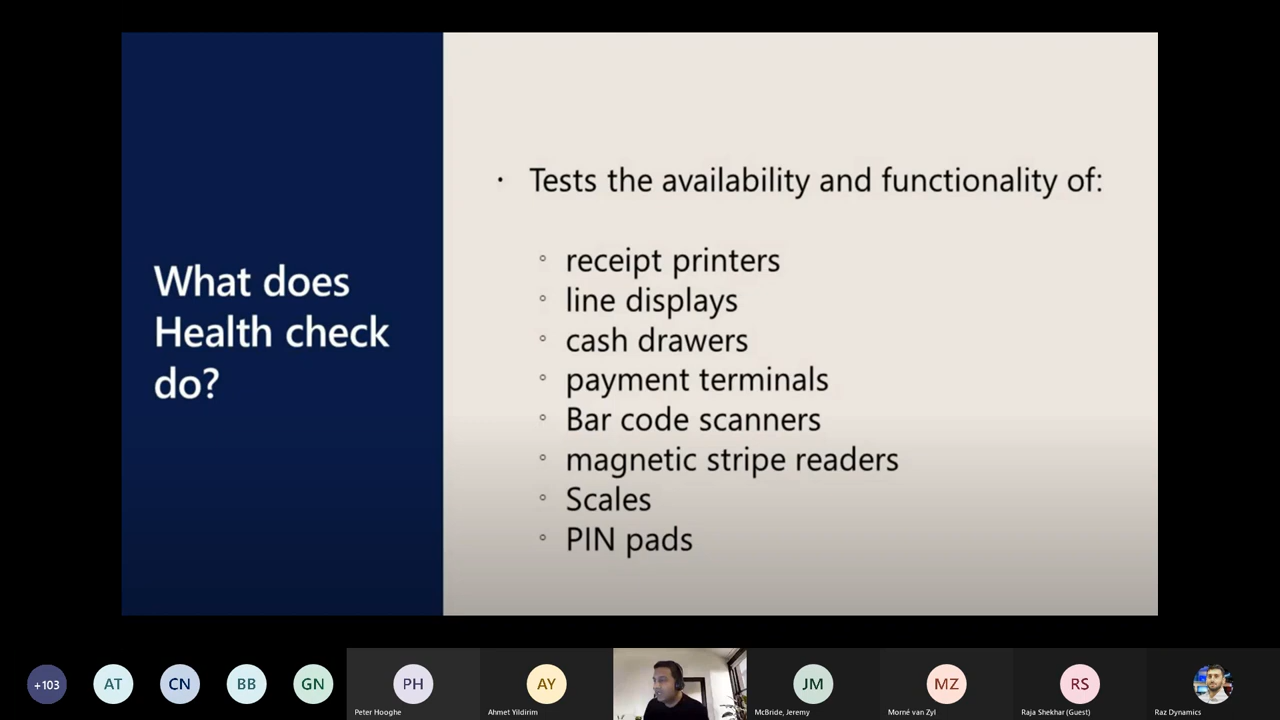 What does
Health check
do?
· Tests the availability and functionality of:
◦ receipt printers
◦ line displays
◦ cash drawers
◦ payment terminals
◦ Bar code scanners
◦ magnetic stripe readers
◦ Scales
◦ PIN pads
+103
AT
CN
BB
GN
PH
Peter Hooghe
AY
Ahmet Yildirim
JM
McBride, Jeremy
MZ
Morné van Zyl
RS
Raja Shekhar (Guest)
Raz Dynamics